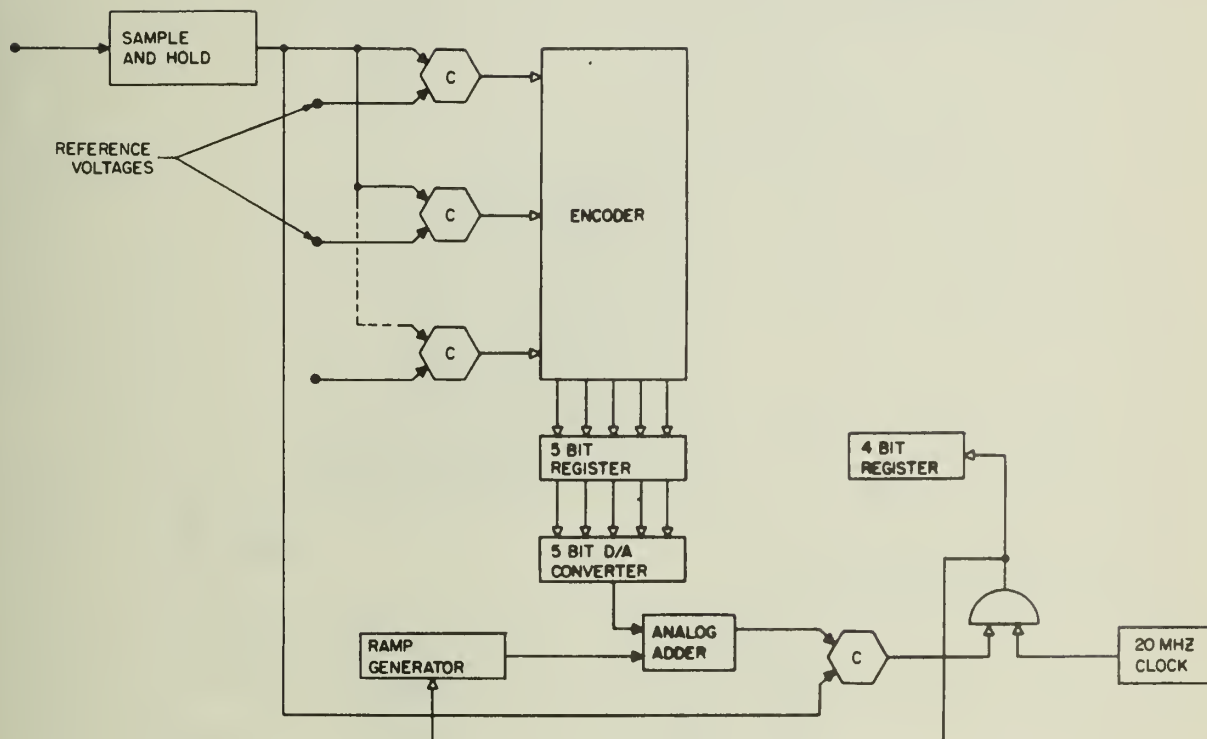 SAMPLE
AND HOLD
C
REFERENCE
VOLTAGES
C
ENCODER
C
5 BIT
REGISTER
4 BIT
REGISTER
5 BIT D/A
CONVERTER
RAMP
GENERATOR
ANALOG
ADDER
C
20 MHZ
CLOCK